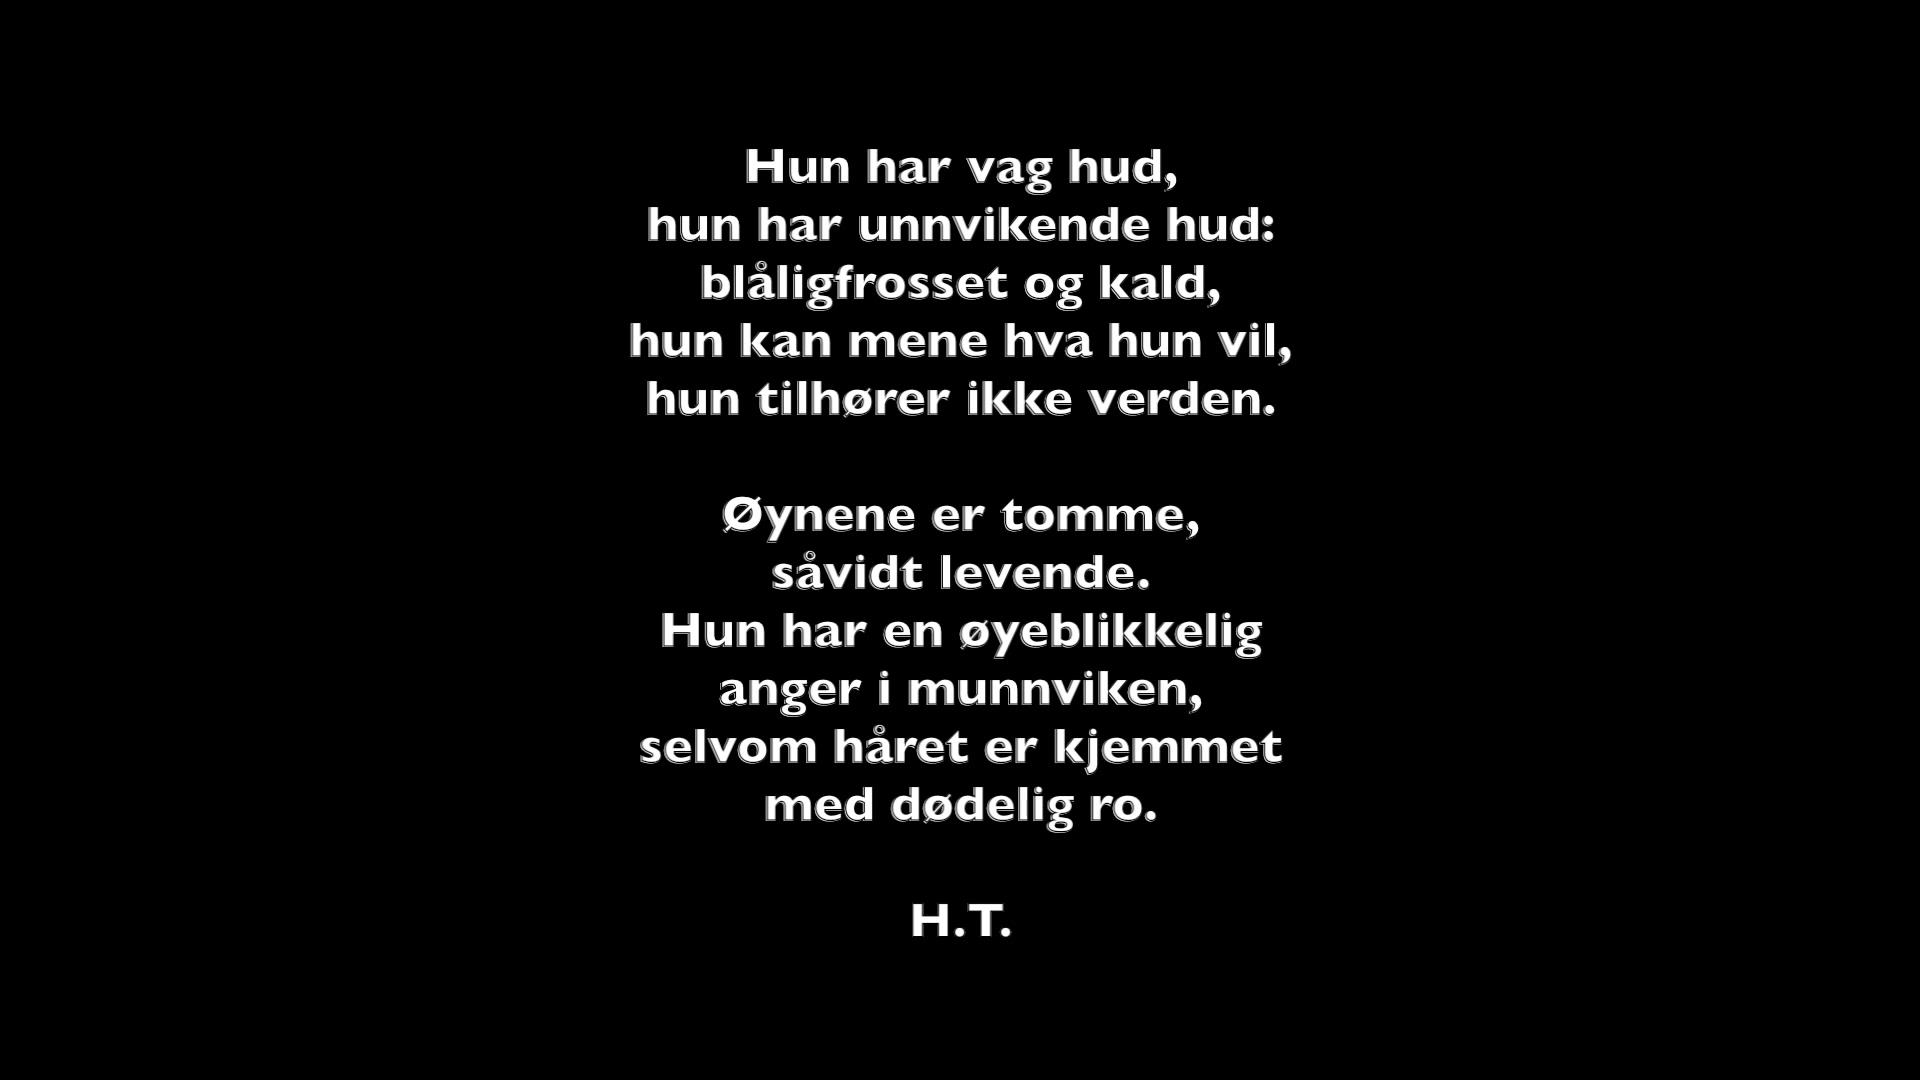 Hun har vag hud,
hun har unnvikende hud:
blåligfrosset og kald,
hun kan mene hva hun vil,
hun tilhører ikke verden.
Øynene er tomme,
såvidt levende.
Hun har en øyeblikkelig
anger i munnviken,
selvom håret er kjemmet
med dødelig ro.
H.T.